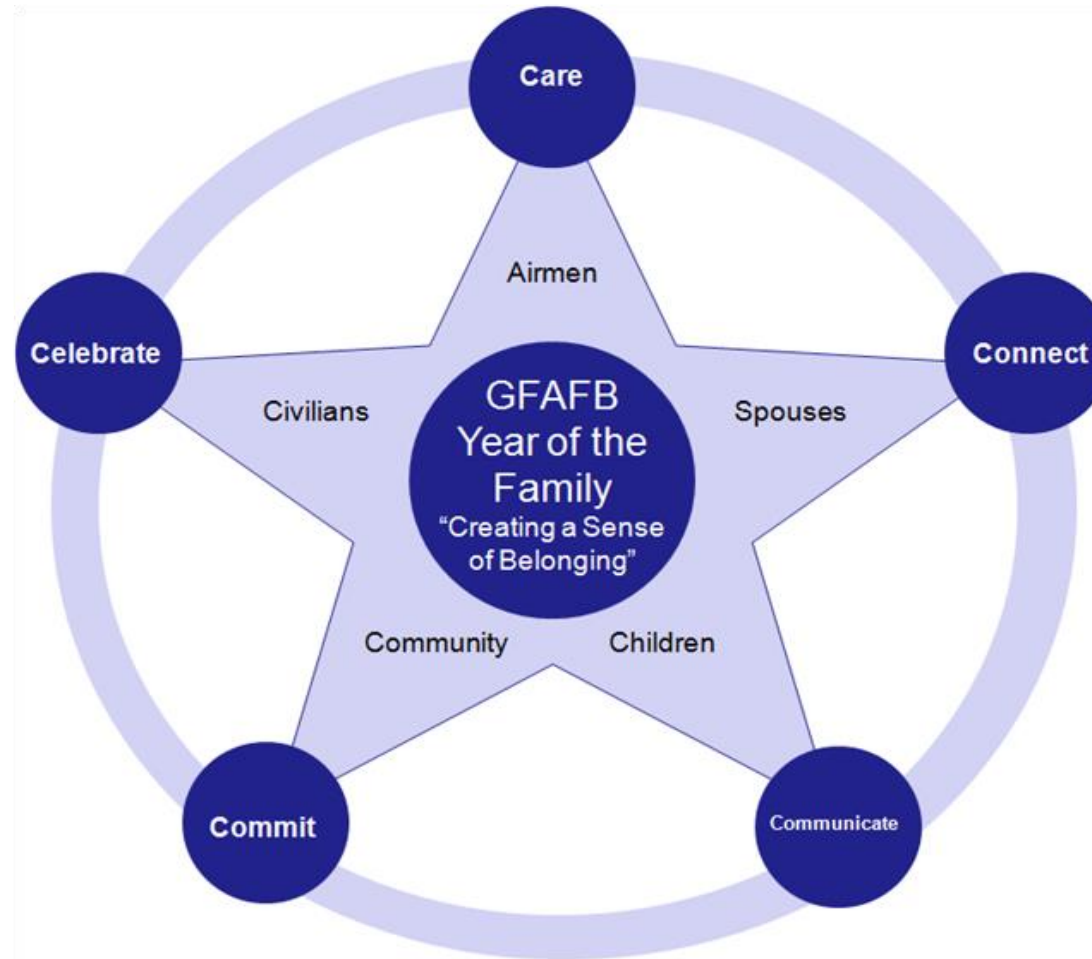 Care
Airmen
Celebrate
Connect
Civilians
Spouses
GFAFB
Year of the
Family
“Creating a Sense
of Belonging”
Community
Children
Commit
Communicate